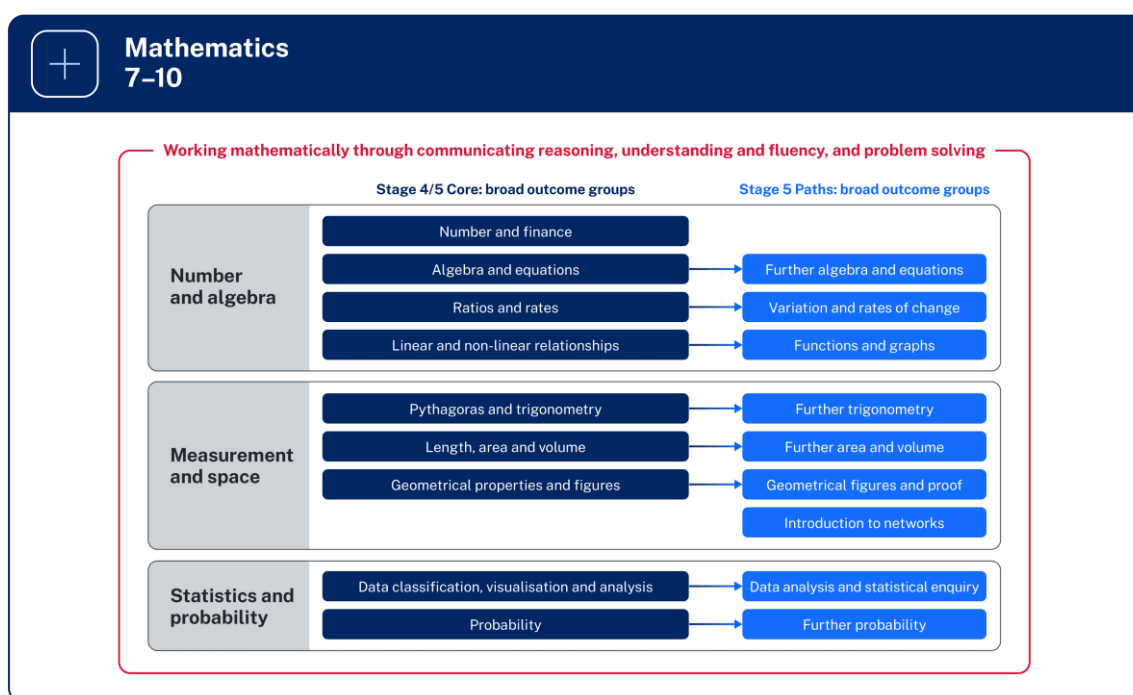 Mathematics
7–10
Working mathematically through communicating reasoning, understanding and fluency, and problem solving
Stage 4/5 Core: broad outcome groups
Stage 5 Paths: broad outcome groups
Number
and algebra
Number and finance
Algebra and equations
Further algebra and equations
Ratios and rates
Variation and rates of change
Linear and non-linear relationships
Functions and graphs
Measurement
and space
Pythagoras and trigonometry
Further trigonometry
Length, area and volume
Further area and volume
Geometrical properties and figures
Geometrical figures and proof
Introduction to networks
Statistics and
probability
Data classification, visualisation and analysis
Data analysis and statistical enquiry
Probability
Further probability